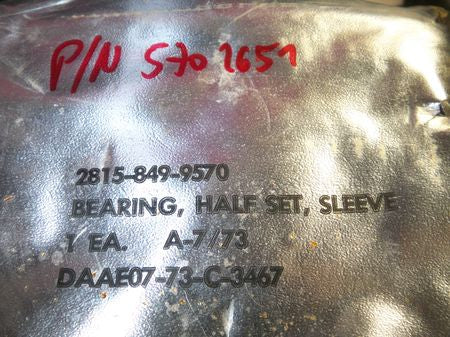 P/N 5702651
2815-849-9570
BEARING, HALF SET, SLEEVE
1 EA. A-7/73
DAAE07-73-C-3467